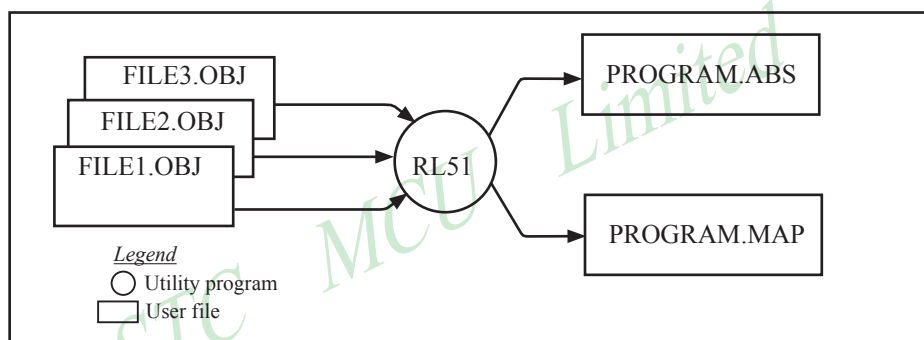 FILE3.OBJ
FILE2.OBJ
FILE1.OBJ
RL51
PROGRAM.ABS
PROGRAM.MAP
Legend
Utility program
User file
STC MCU Limited